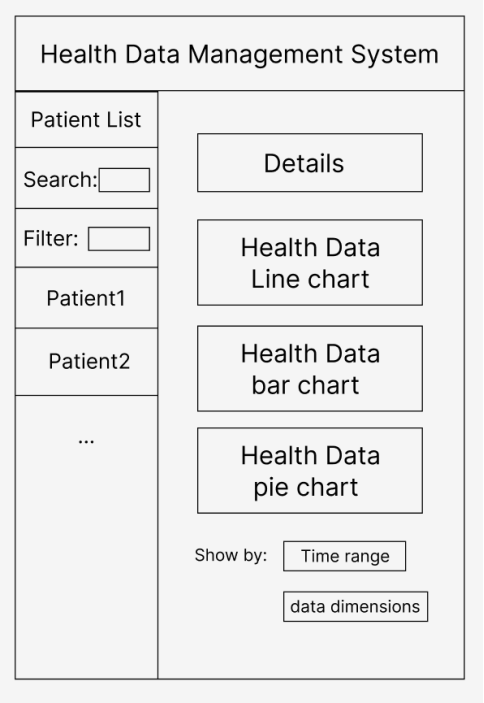 Health Data Management System
Patient List
Search:
Filter:
Patient1
Patient2
...
Details
Health Data
Line chart
Health Data
bar chart
Health Data
pie chart
Show by:
Time range
data dimensions